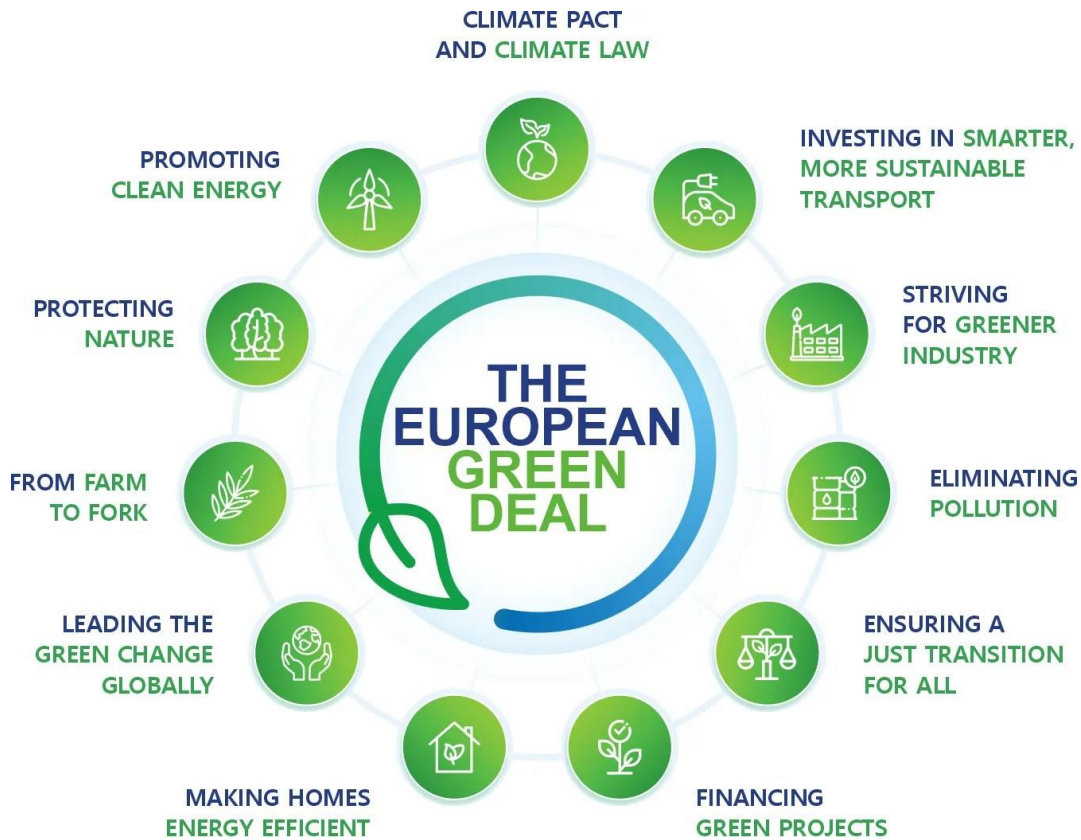 CLIMATE PACT
AND CLIMATE LAW
INVESTING IN SMARTER,
MORE SUSTAINABLE
TRANSPORT
STRIVING
FOR GREENER
INDUSTRY
ELIMINATING
POLLUTION
ENSURING A
JUST TRANSITION
FOR ALL
FINANCING
GREEN PROJECTS
MAKING HOMES
ENERGY EFFICIENT
LEADING THE
GREEN CHANGE
GLOBALLY
FROM FARM
TO FORK
PROTECTING
NATURE
PROMOTING
CLEAN ENERGY
THE
EUROPEAN
GREEN
DEAL